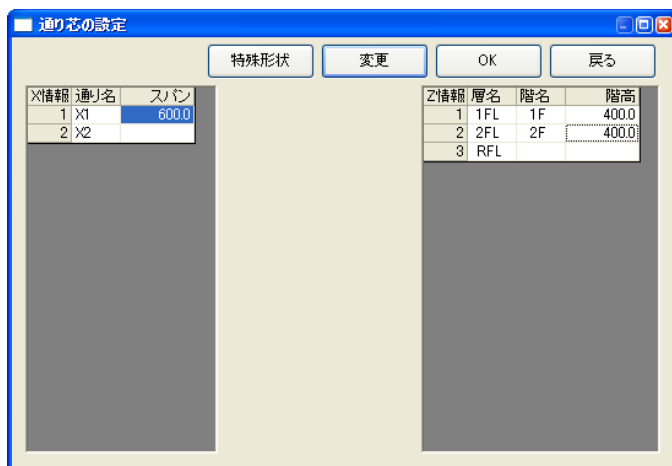 通り芯の設定
特殊形状 変更 OK 戻る
X情報 通り名 スパン
1 X1 600.0
2 X2
Z情報 層名 階名 階高
1 1FL 1F 400.0
2 2FL 2F 400.0
3 RFL